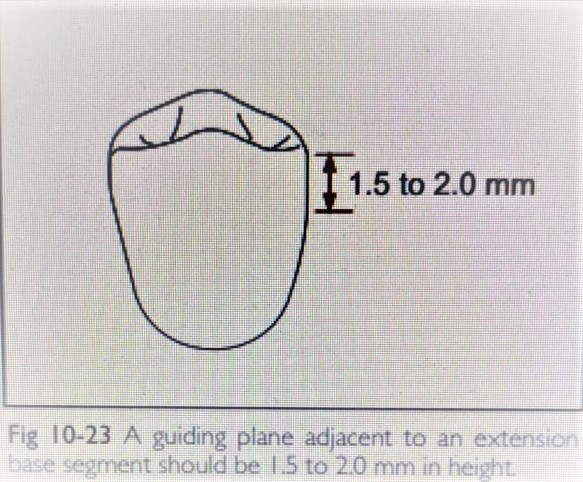 1.5 to 2.0 mm
Fig 10-23 A guiding plane adjacent to an extension
base segment should be 1.5 to 2.0 mm in height.